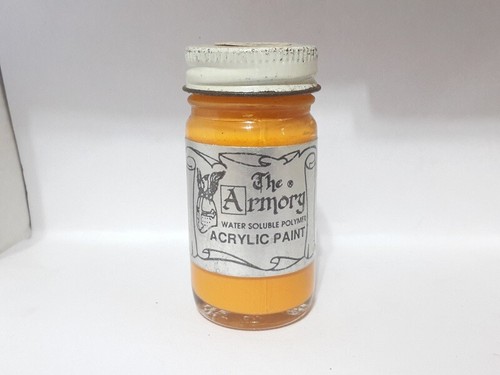 The ®
Armory
WATER SOLUBLE POLYMER
ACRYLIC PAINT